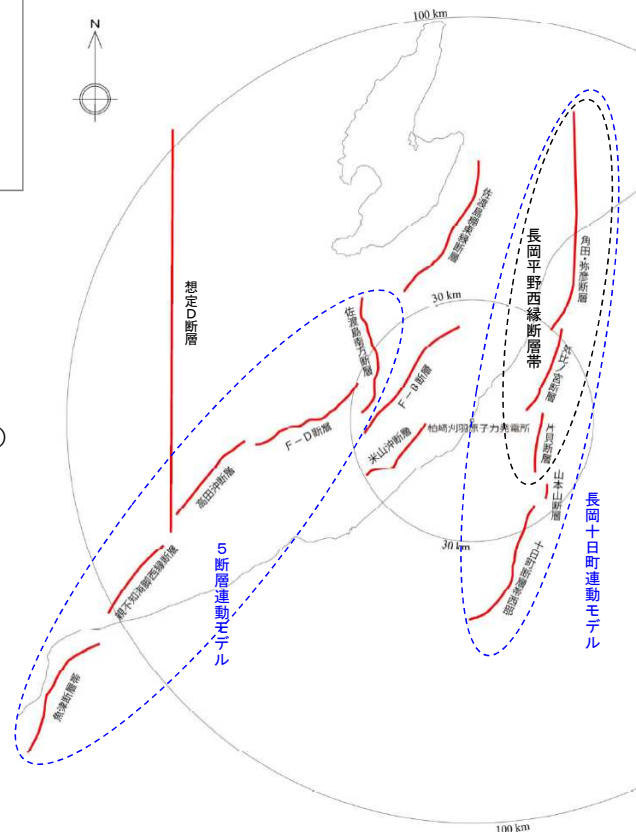 100 km
N
佐渡島棚東縁断層
想定D断層
長岡平野西縁断層帯
角田・弥彦断層
30 km
佐渡島南方断層
F－B断層
気比ノ宮断層
F－D断層
米山沖断層
柏崎刈羽原子力発電所
片貝断層
高田沖断層
山本山断層
長岡十日町連動モデル
30 km
十日町断層帯西部
5断層連動モデル
親不知海脚西縁断層
魚津断層帯
100 km